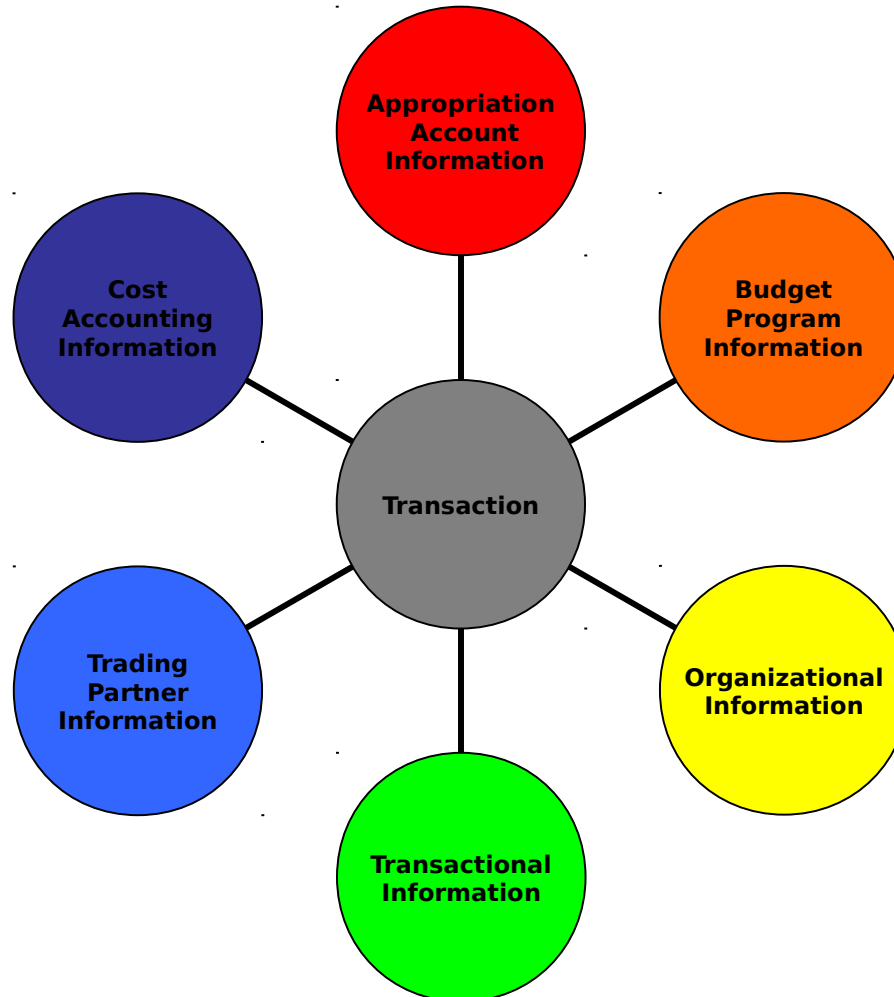 Appropriation
Account
Information
Cost
Accounting
Information
Budget
Program
Information
Transaction
Trading
Partner
Information
Organizational
Information
Transactional
Information